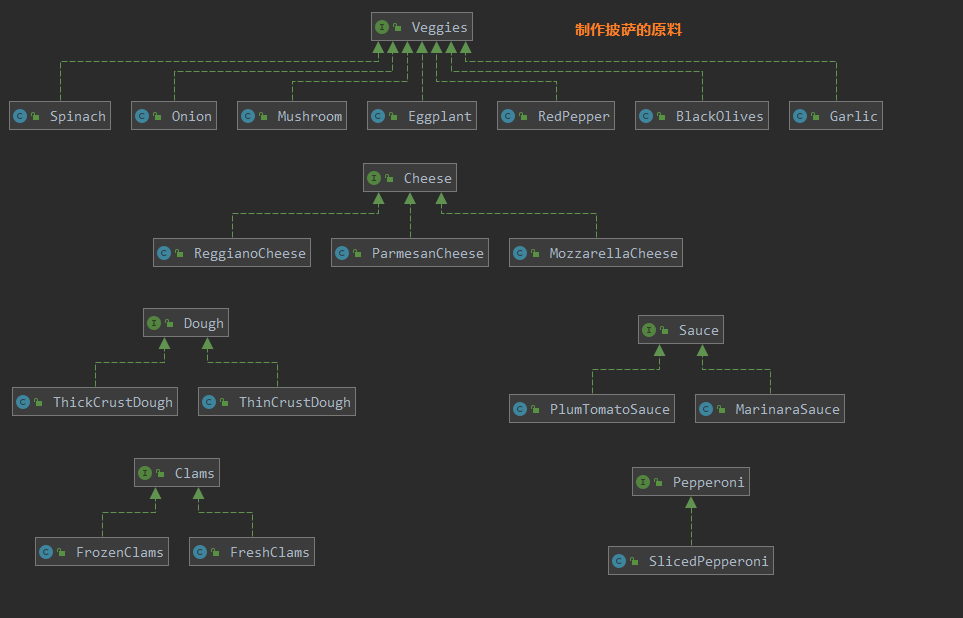 Veggies
制作披萨的原料
Spinach
Onion
Mushroom
Eggplant
RedPepper
BlackOlives
Garlic
Cheese
ReggianoCheese
ParmesanCheese
MozzarellaCheese
Dough
Sauce
ThickCrustDough
ThinCrustDough
PlumTomatoSauce
MarinaraSauce
Clams
Pepperoni
FrozenClams
FreshClams
SlicedPepperoni